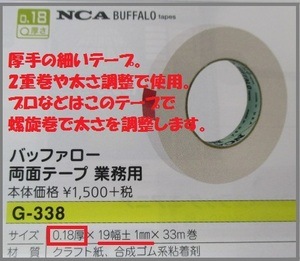 0.18
厚さ
NCA BUFFALO tapes
厚手の細いテープ。
2重巻や太さ調整で使用。
プロなどはこのテープで
螺旋巻で太さを調整します。
バッファロー
両面テープ 業務用
本体価格 ¥1,500+税
G-338
サイズ 0.18厚×19幅±1mm×33m巻
材 質 クラフト紙、合成ゴム系粘着剤